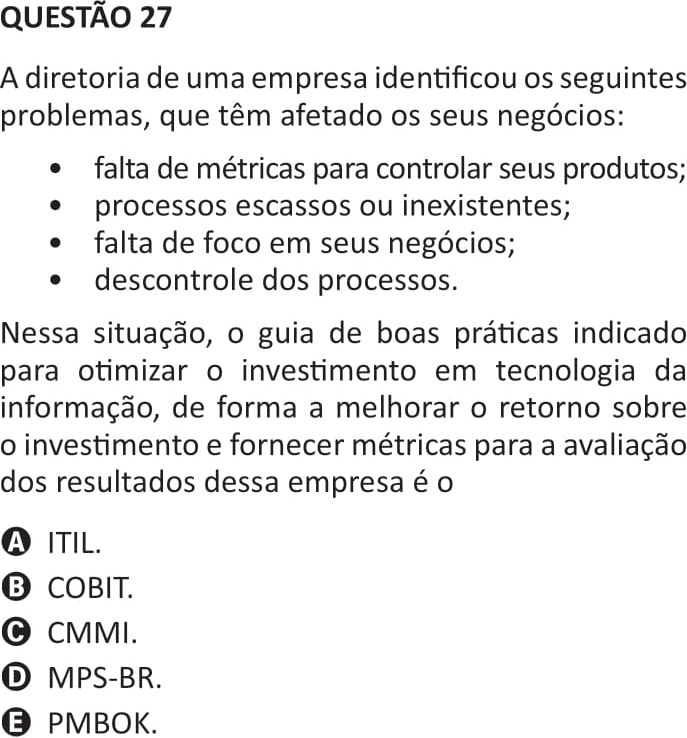 QUESTÃO 27
A diretoria de uma empresa identificou os seguintes
problemas, que têm afetado os seus negócios:
• falta de métricas para controlar seus produtos;
• processos escassos ou inexistentes;
• falta de foco em seus negócios;
• descontrole dos processos.
Nessa situação, o guia de boas práticas indicado
para otimizar o investimento em tecnologia da
informação, de forma a melhorar o retorno sobre
o investimento e fornecer métricas para a avaliação
dos resultados dessa empresa é o
A ITIL.
B COBIT.
C CMMI.
D MPS-BR.
E PMBOK.